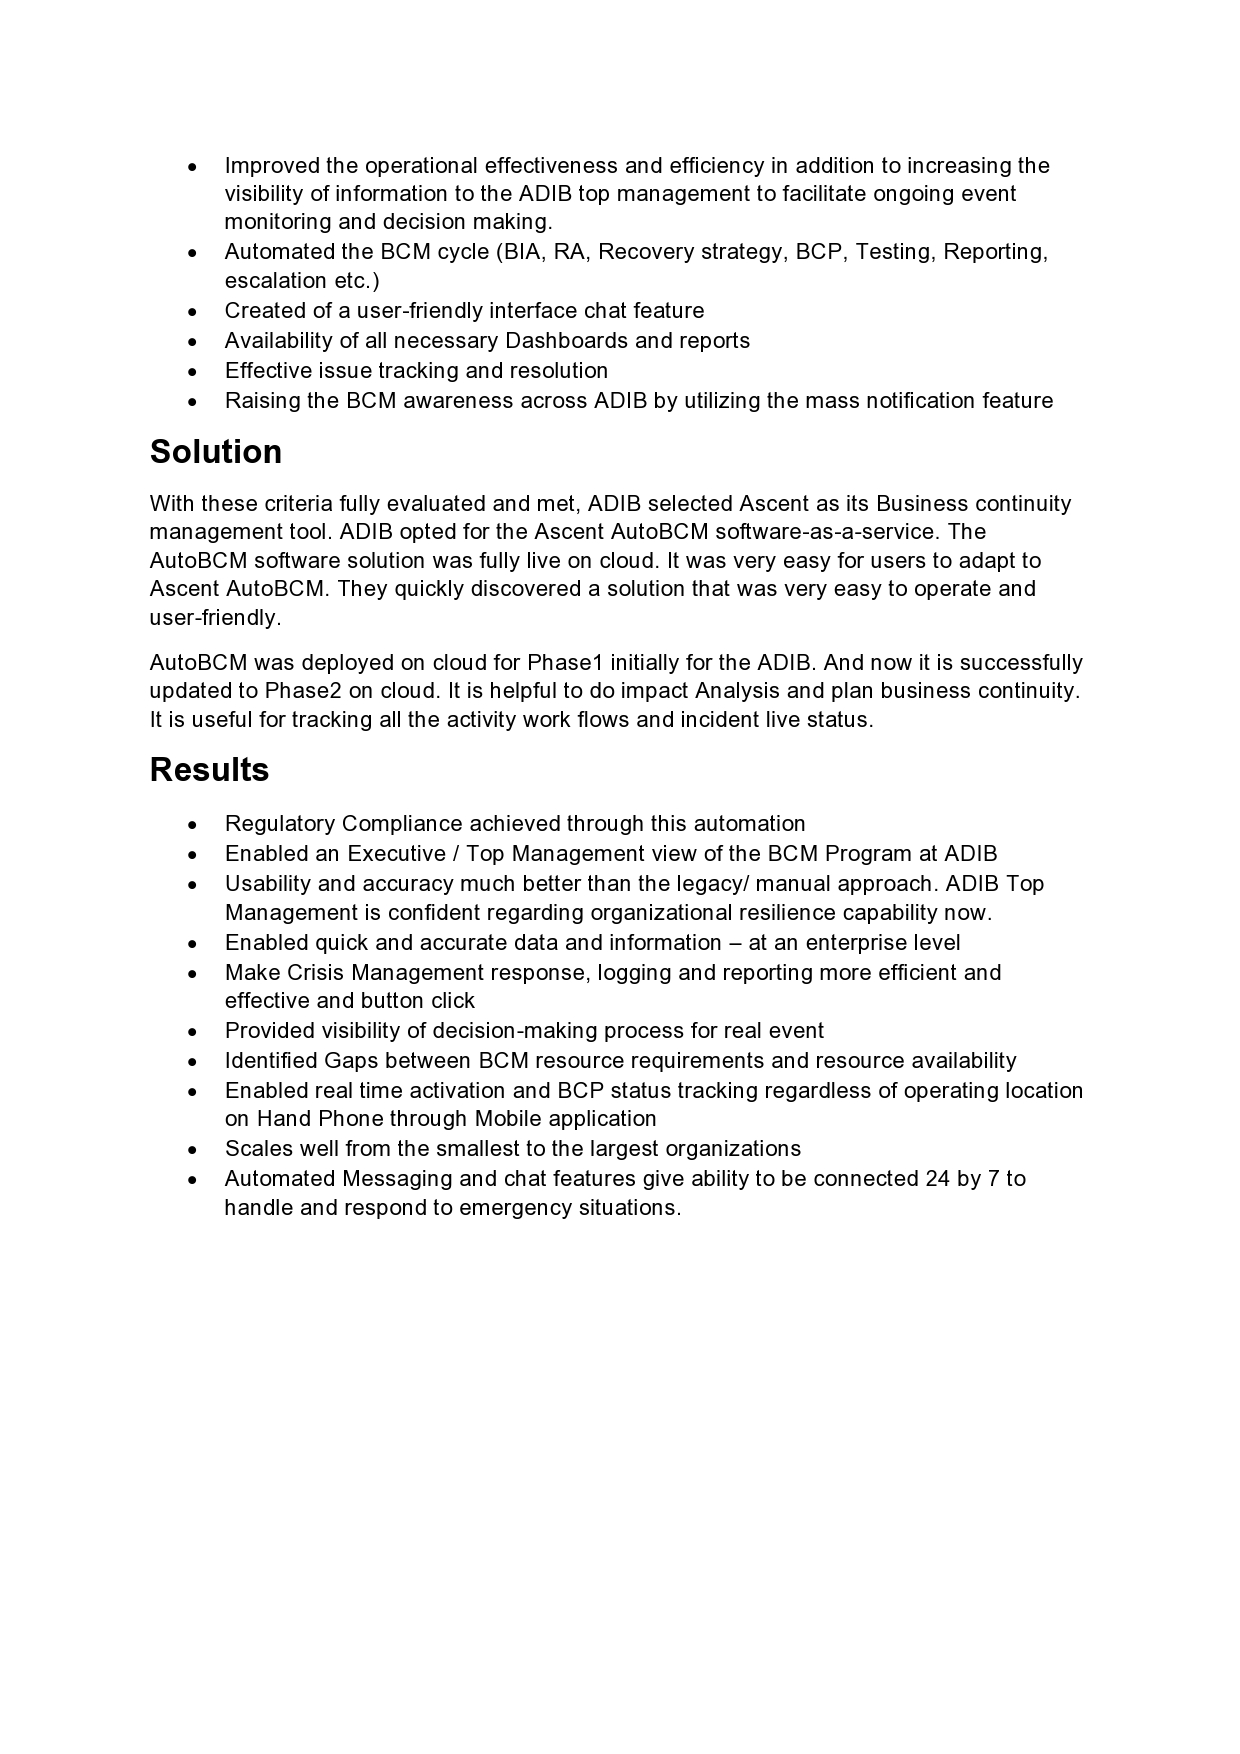 • Improved the operational effectiveness and efficiency in addition to increasing the
visibility of information to the ADIB top management to facilitate ongoing event
monitoring and decision making.
• Automated the BCM cycle (BIA, RA, Recovery strategy, BCP, Testing, Reporting,
escalation etc.)
• Created of a user-friendly interface chat feature
• Availability of all necessary Dashboards and reports
• Effective issue tracking and resolution
• Raising the BCM awareness across ADIB by utilizing the mass notification feature
Solution
With these criteria fully evaluated and met, ADIB selected Ascent as its Business continuity
management tool. ADIB opted for the Ascent AutoBCM software-as-a-service. The
AutoBCM software solution was fully live on cloud. It was very easy for users to adapt to
Ascent AutoBCM. They quickly discovered a solution that was very easy to operate and
user-friendly.
AutoBCM was deployed on cloud for Phase1 initially for the ADIB. And now it is successfully
updated to Phase2 on cloud. It is helpful to do impact Analysis and plan business continuity.
It is useful for tracking all the activity work flows and incident live status.
Results
• Regulatory Compliance achieved through this automation
• Enabled an Executive / Top Management view of the BCM Program at ADIB
• Usability and accuracy much better than the legacy/ manual approach. ADIB Top
Management is confident regarding organizational resilience capability now.
• Enabled quick and accurate data and information – at an enterprise level
• Make Crisis Management response, logging and reporting more efficient and
effective and button click
• Provided visibility of decision-making process for real event
• Identified Gaps between BCM resource requirements and resource availability
• Enabled real time activation and BCP status tracking regardless of operating location
on Hand Phone through Mobile application
• Scales well from the smallest to the largest organizations
• Automated Messaging and chat features give ability to be connected 24 by 7 to
handle and respond to emergency situations.